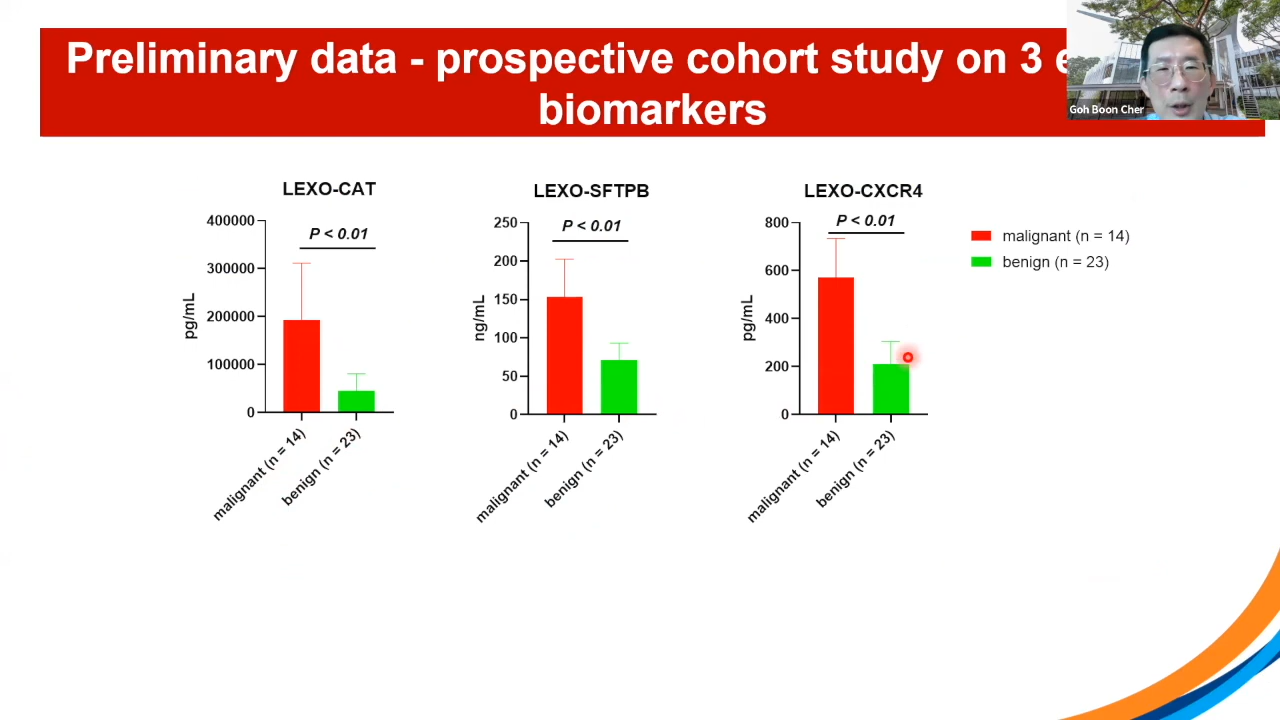 Preliminary data - prospective cohort study on 3 e
biomarkers
Goh Boon Cher
LEXO-CAT
LEXO-SFTPB
LEXO-CXCR4
400000
300000
200000
100000
0
pg/mL
P < 0.01
malignant (n = 14)
benign (n = 23)
250
200
150
100
50
0
ng/mL
P < 0.01
malignant (n = 14)
benign (n = 23)
800
600
400
200
0
pg/mL
P < 0.01
malignant (n = 14)
benign (n = 23)
malignant (n = 14)
benign (n = 23)